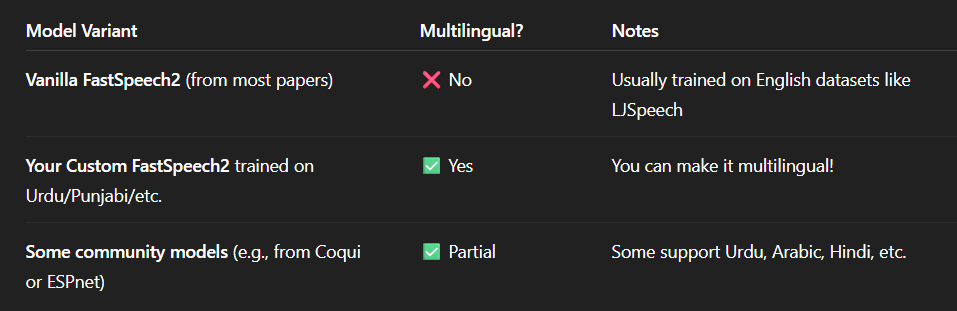 Model Variant Multilingual? Notes
Vanilla FastSpeech2 (from most papers) ❌ No Usually trained on English datasets like
LJSpeech
Your Custom FastSpeech2 trained on ✅ Yes You can make it multilingual!
Urdu/Punjabi/etc.
Some community models (e.g., from Coqui ✅ Partial Some support Urdu, Arabic, Hindi, etc.
or ESPnet)